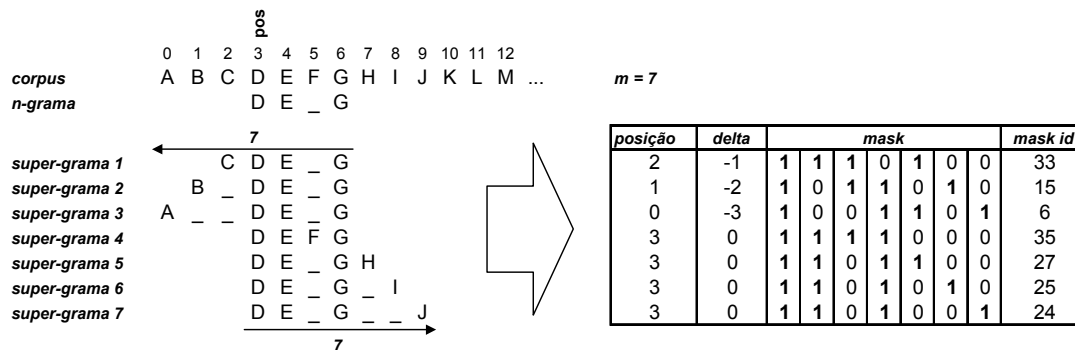 pos
0 1 2 3 4 5 6 7 8 9 10 11 12
corpus A B C D E F G H I J K L M ... m = 7
n-grama D E _ G
7
posição delta mask mask id
super-grama 1 C D E _ G 2 -1 1 1 1 0 1 0 0 33
super-grama 2 B _ D E _ G 1 -2 1 0 1 1 0 1 0 15
super-grama 3 A _ _ D E _ G 0 -3 1 0 0 1 1 0 1 6
super-grama 4 D E F G 3 0 1 1 1 1 0 0 0 35
super-grama 5 D E _ G H 3 0 1 1 0 1 1 0 0 27
super-grama 6 D E _ G _ I 3 0 1 1 0 1 0 1 0 25
super-grama 7 D E _ G _ _ J 3 0 1 1 0 1 0 0 1 24
7